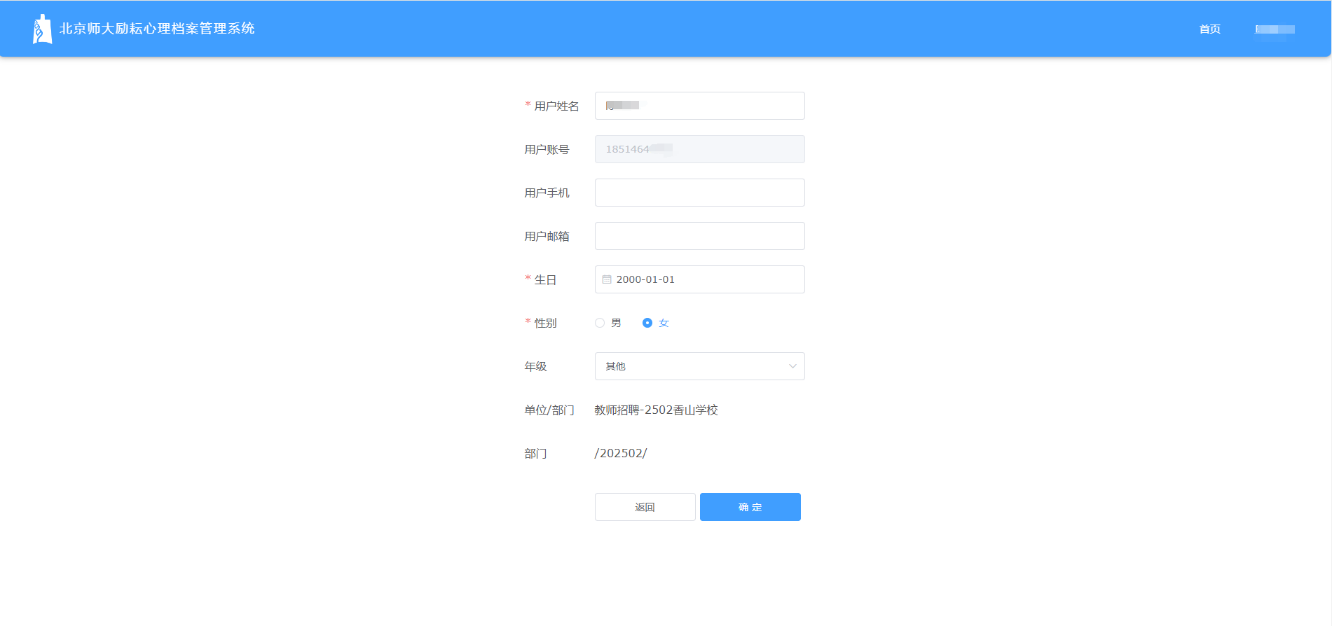 北京师大励耘心理档案管理系统
首页
* 用户姓名
用户账号 1851464
用户手机
用户邮箱
* 生日 2000-01-01
* 性别 男 女
年级 其他
单位/部门 教师招聘-2502香山学校
部门 /202502/
返回 确 定